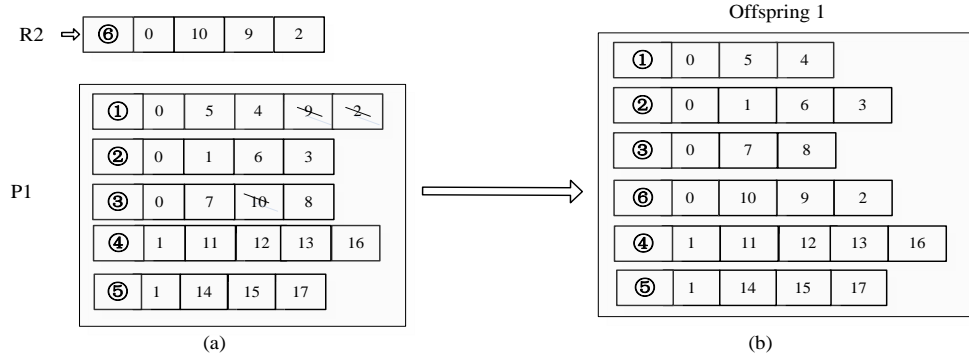 R2 ⑥ 0 10 9 2
P1
① 0 5 4 9 2
② 0 1 6 3
③ 0 7 10 8
④ 1 11 12 13 16
⑤ 1 14 15 17
(a)
Offspring 1
① 0 5 4
② 0 1 6 3
③ 0 7 8
⑥ 0 10 9 2
④ 1 11 12 13 16
⑤ 1 14 15 17
(b)